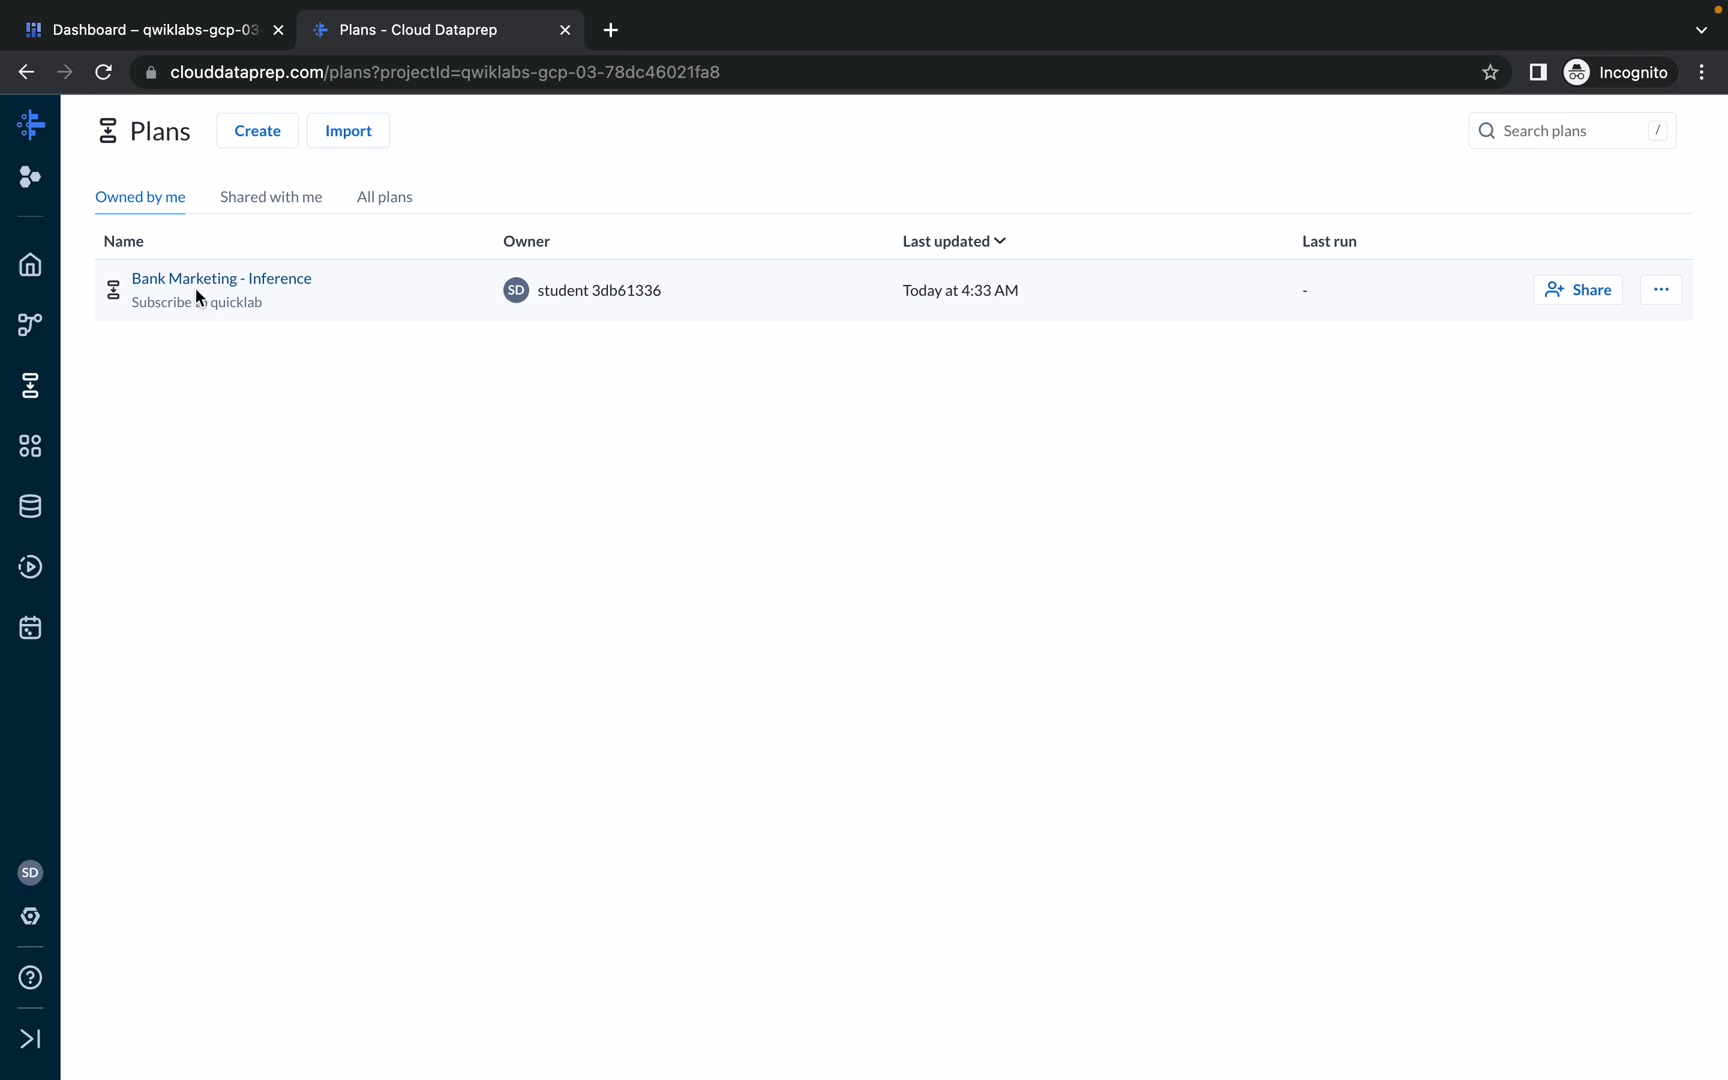 Dashboard – qwiklabs-gcp-03
Plans - Cloud Dataprep
clouddataprep.com/plans?projectId=qwiklabs-gcp-03-78dc46021fa8
Incognito
Plans
Create
Import
Search plans
/
Owned by me
Shared with me
All plans
Name
Owner
Last updated
Last run
Bank Marketing - Inference
Subscribe quicklab
SD
student 3db61336
Today at 4:33 AM
-
Share
SD